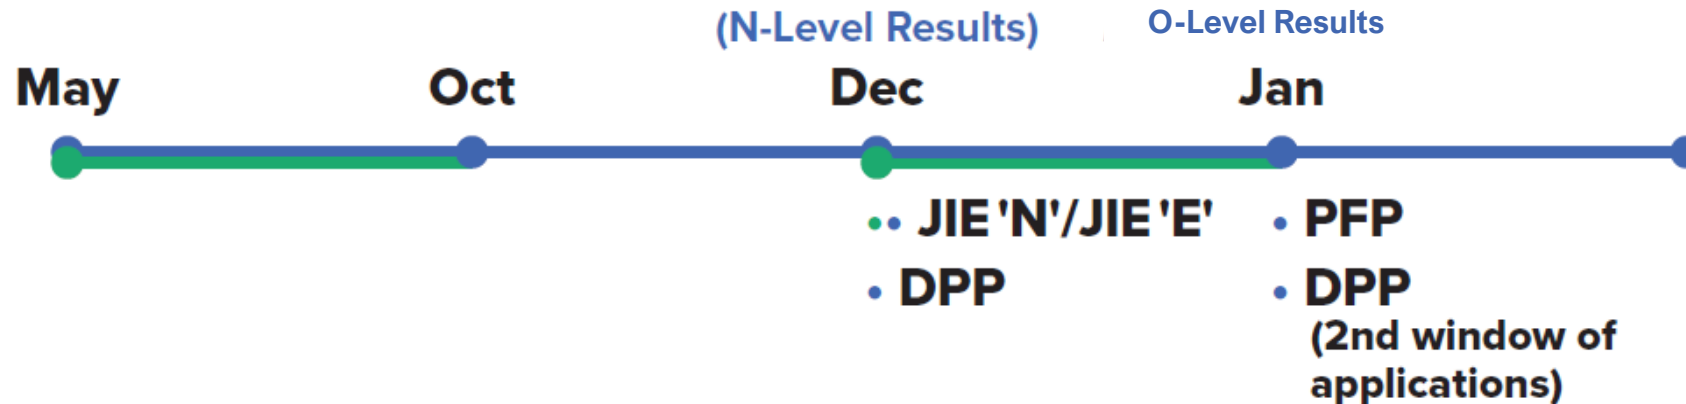 (N-Level Results) O-Level Results
May Oct Dec Jan
JIE 'N'/JIE 'E' PFP
DPP DPP
(2nd window of
applications)